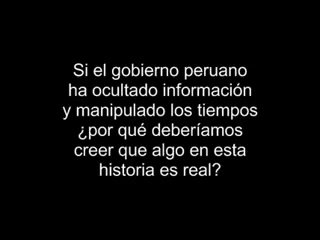 Si el gobierno peruano
ha ocultado información
y manipulado los tiempos
¿por qué deberíamos
creer que algo en esta
historia es real?